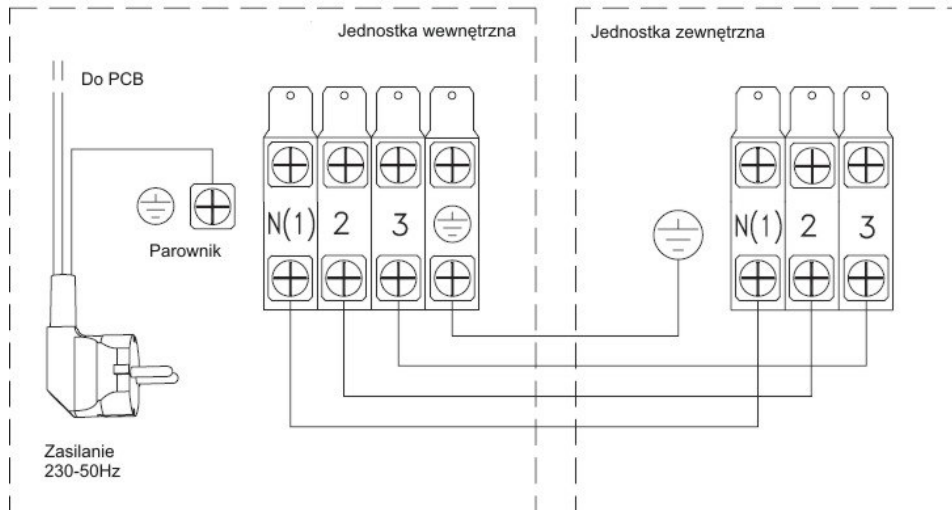 Jednostka wewnętrzna
Jednostka zewnętrzna
Do PCB
Parownik
N(1) 2 3
N(1) 2 3
Zasilanie
230-50Hz